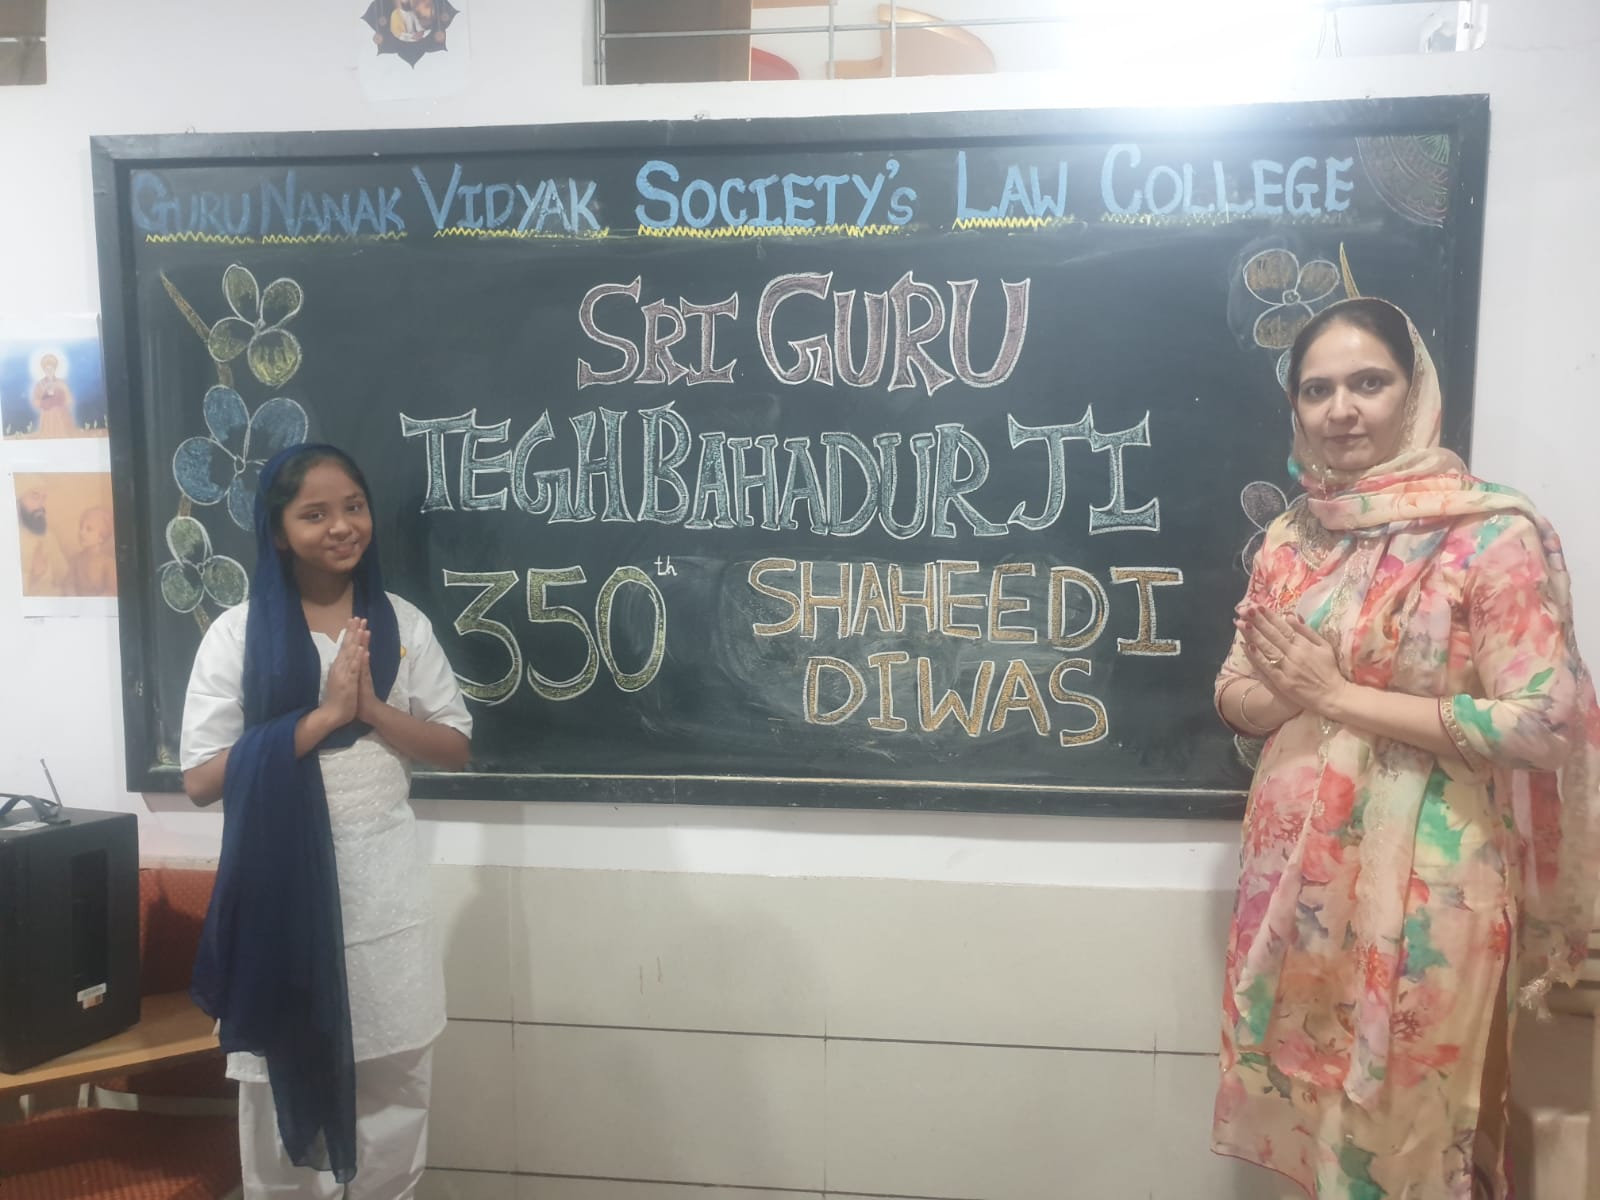 GURU NANAK VIDYAK SOCIETY'S LAW COLLEGE
SRI GURU
TEGH BAHADUR JI
350th SHAHEEDI
DIWAS